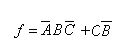 f = A̅BC̅ + CB̅